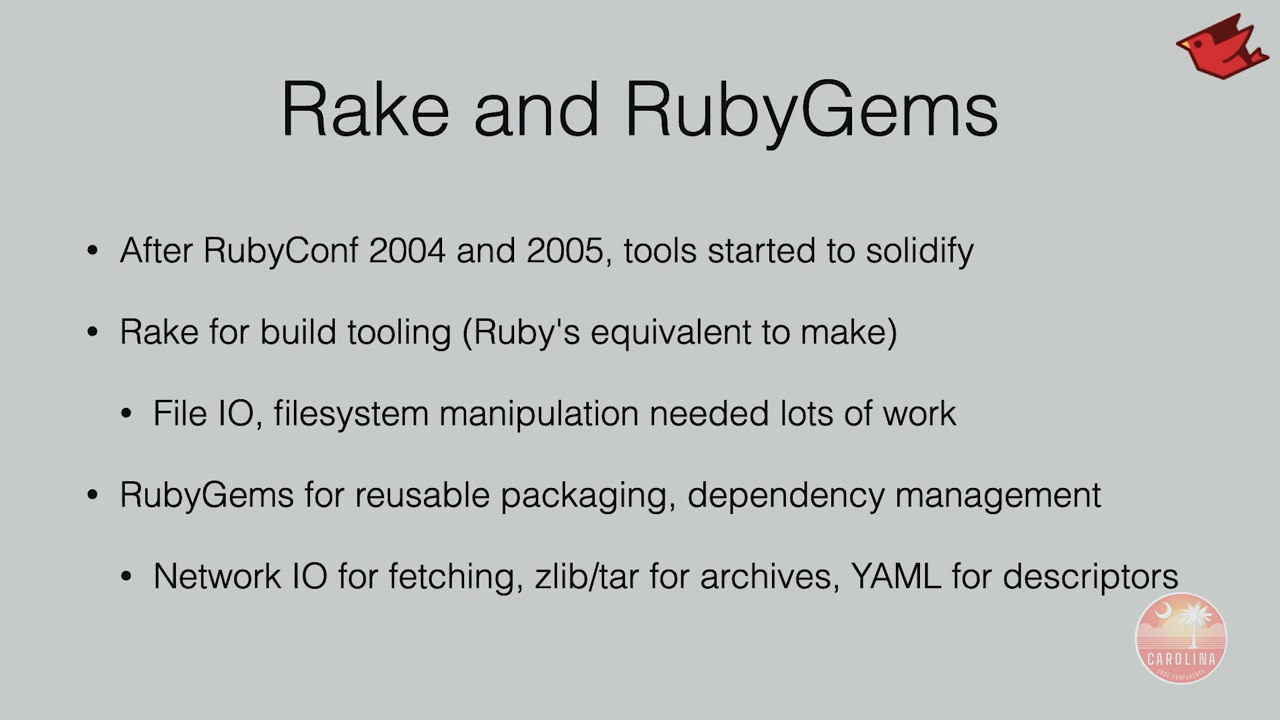 Rake and RubyGems
• After RubyConf 2004 and 2005, tools started to solidify
• Rake for build tooling (Ruby's equivalent to make)
• File IO, filesystem manipulation needed lots of work
• RubyGems for reusable packaging, dependency management
• Network IO for fetching, zlib/tar for archives, YAML for descriptors
CAROLINA
CODE CONFERENCE